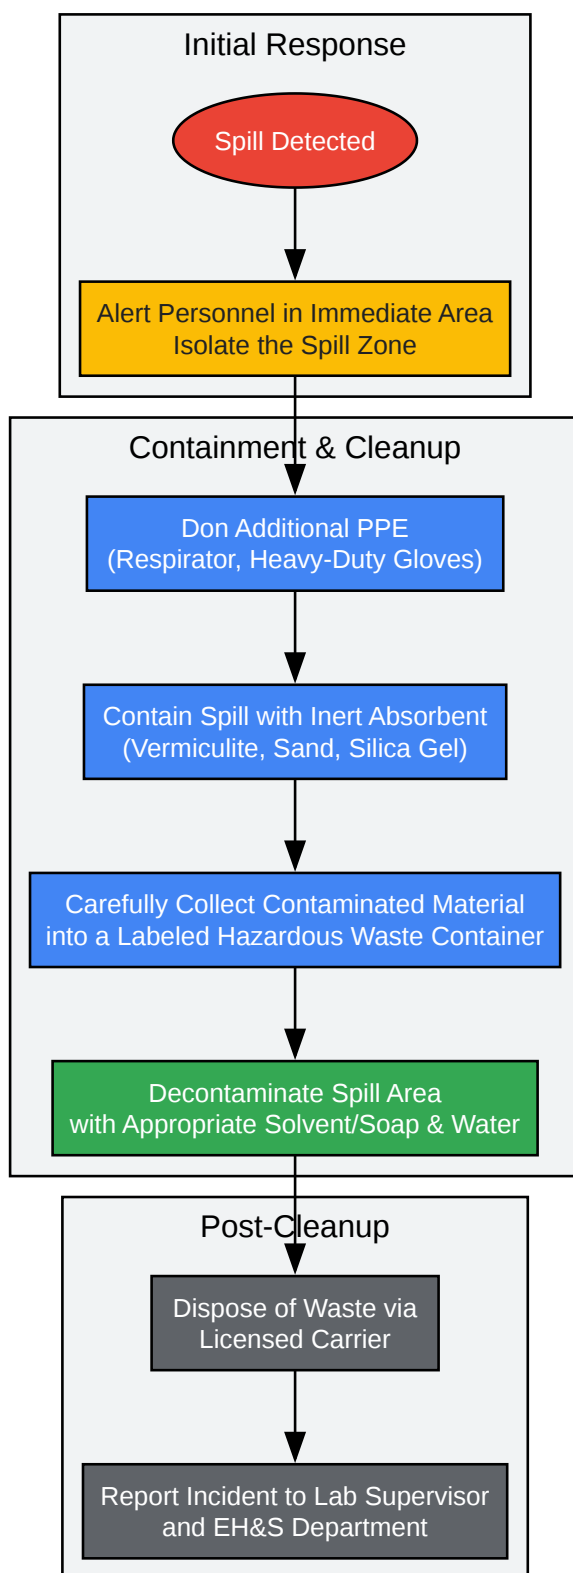 Initial Response
Spill Detected
Alert Personnel in Immediate Area
Isolate the Spill Zone
Containment & Cleanup
Don Additional PPE
(Respirator, Heavy-Duty Gloves)
Contain Spill with Inert Absorbent
(Vermiculite, Sand, Silica Gel)
Carefully Collect Contaminated Material
into a Labeled Hazardous Waste Container
Decontaminate Spill Area
with Appropriate Solvent/Soap & Water
Post-Cleanup
Dispose of Waste via
Licensed Carrier
Report Incident to Lab Supervisor
and EH&S Department